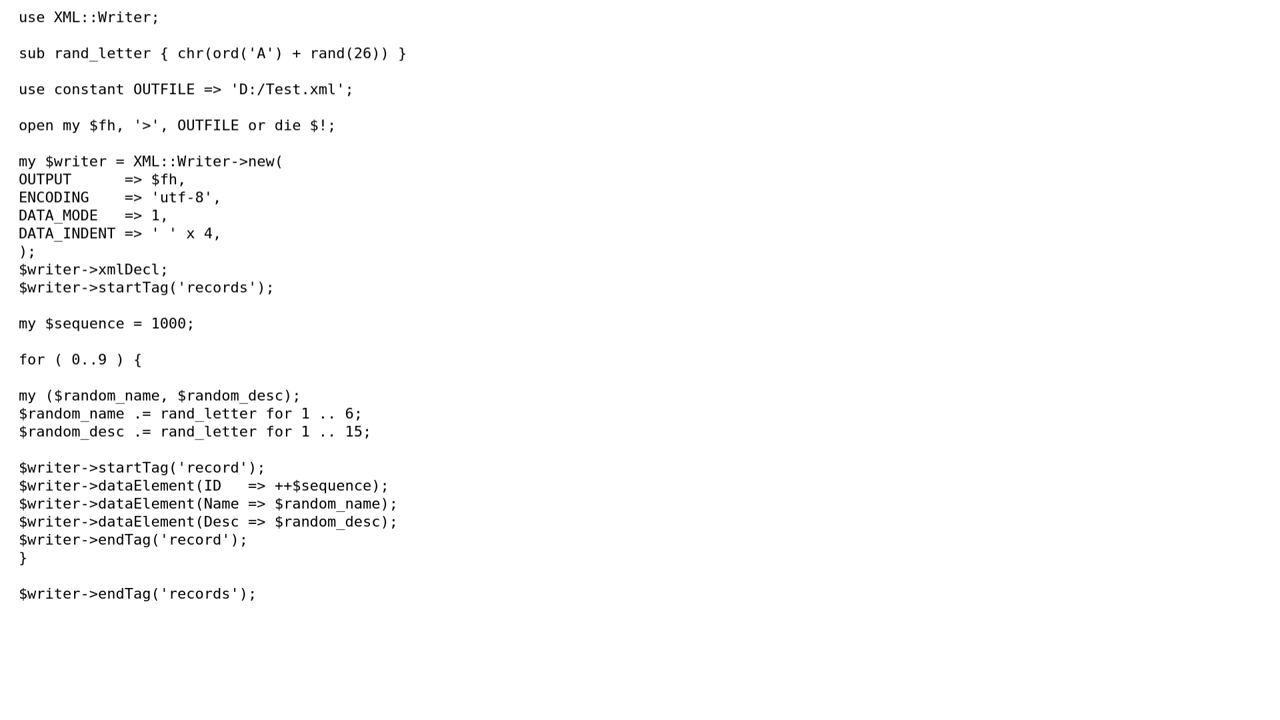 use XML::Writer;

sub rand_letter { chr(ord('A') + rand(26)) }

use constant OUTFILE => 'D:/Test.xml';

open my $fh, '>', OUTFILE or die $!;

my $writer = XML::Writer->new(
OUTPUT      => $fh,
ENCODING    => 'utf-8',
DATA_MODE   => 1,
DATA_INDENT => ' ' x 4,
);
$writer->xmlDecl;
$writer->startTag('records');

my $sequence = 1000;

for ( 0..9 ) {

my ($random_name, $random_desc);
$random_name .= rand_letter for 1 .. 6;
$random_desc .= rand_letter for 1 .. 15;

$writer->startTag('record');
$writer->dataElement(ID   => ++$sequence);
$writer->dataElement(Name => $random_name);
$writer->dataElement(Desc => $random_desc);
$writer->endTag('record');
}

$writer->endTag('records');